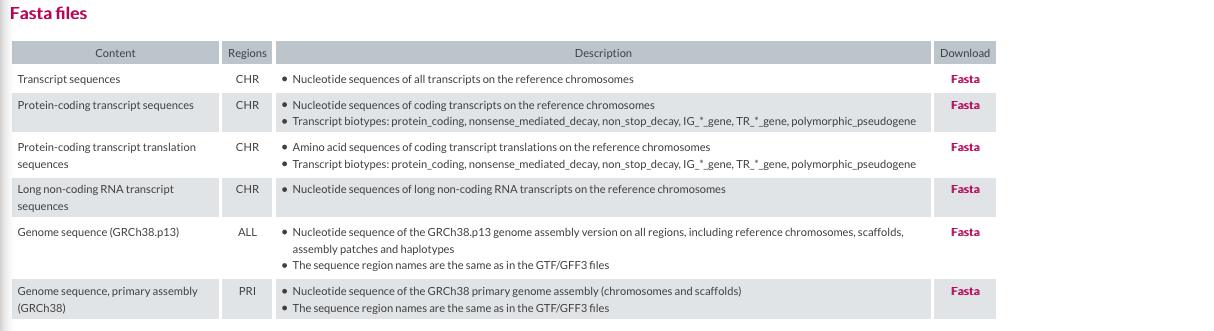 Fasta files
Content Regions Description Download
Transcript sequences CHR • Nucleotide sequences of all transcripts on the reference chromosomes Fasta
Protein-coding transcript sequences CHR • Nucleotide sequences of coding transcripts on the reference chromosomes Fasta
• Transcript biotypes: protein_coding, nonsense_mediated_decay, non_stop_decay, IG_*_gene, TR_*_gene, polymorphic_pseudogene
Protein-coding transcript translation CHR • Amino acid sequences of coding transcript translations on the reference chromosomes Fasta
sequences • Transcript biotypes: protein_coding, nonsense_mediated_decay, non_stop_decay, IG_*_gene, TR_*_gene, polymorphic_pseudogene
Long non-coding RNA transcript CHR • Nucleotide sequences of long non-coding RNA transcripts on the reference chromosomes Fasta
sequences
Genome sequence (GRCh38.p13) ALL • Nucleotide sequence of the GRCh38.p13 genome assembly version on all regions, including reference chromosomes, scaffolds, Fasta
assembly patches and haplotypes
• The sequence region names are the same as in the GTF/GFF3 files
Genome sequence, primary assembly PRI • Nucleotide sequence of the GRCh38 primary genome assembly (chromosomes and scaffolds) Fasta
(GRCh38) • The sequence region names are the same as in the GTF/GFF3 files